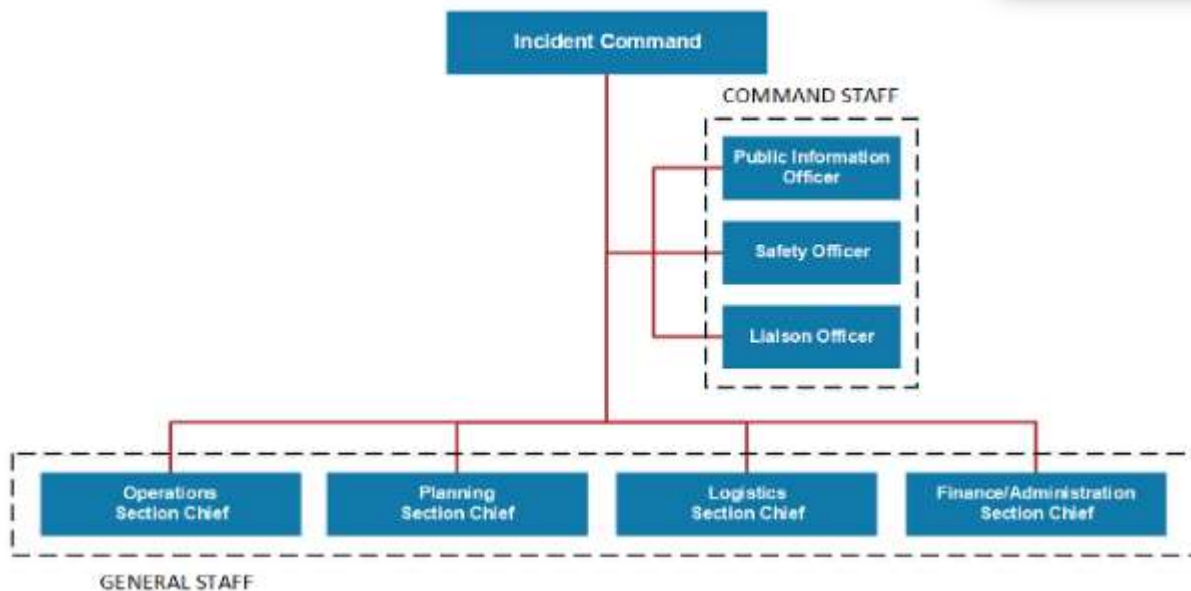 Incident Command
COMMAND STAFF
Public Information
Officer
Safety Officer
Liaison Officer
Operations
Section Chief
Planning
Section Chief
Logistics
Section Chief
Finance/Administration
Section Chief
GENERAL STAFF